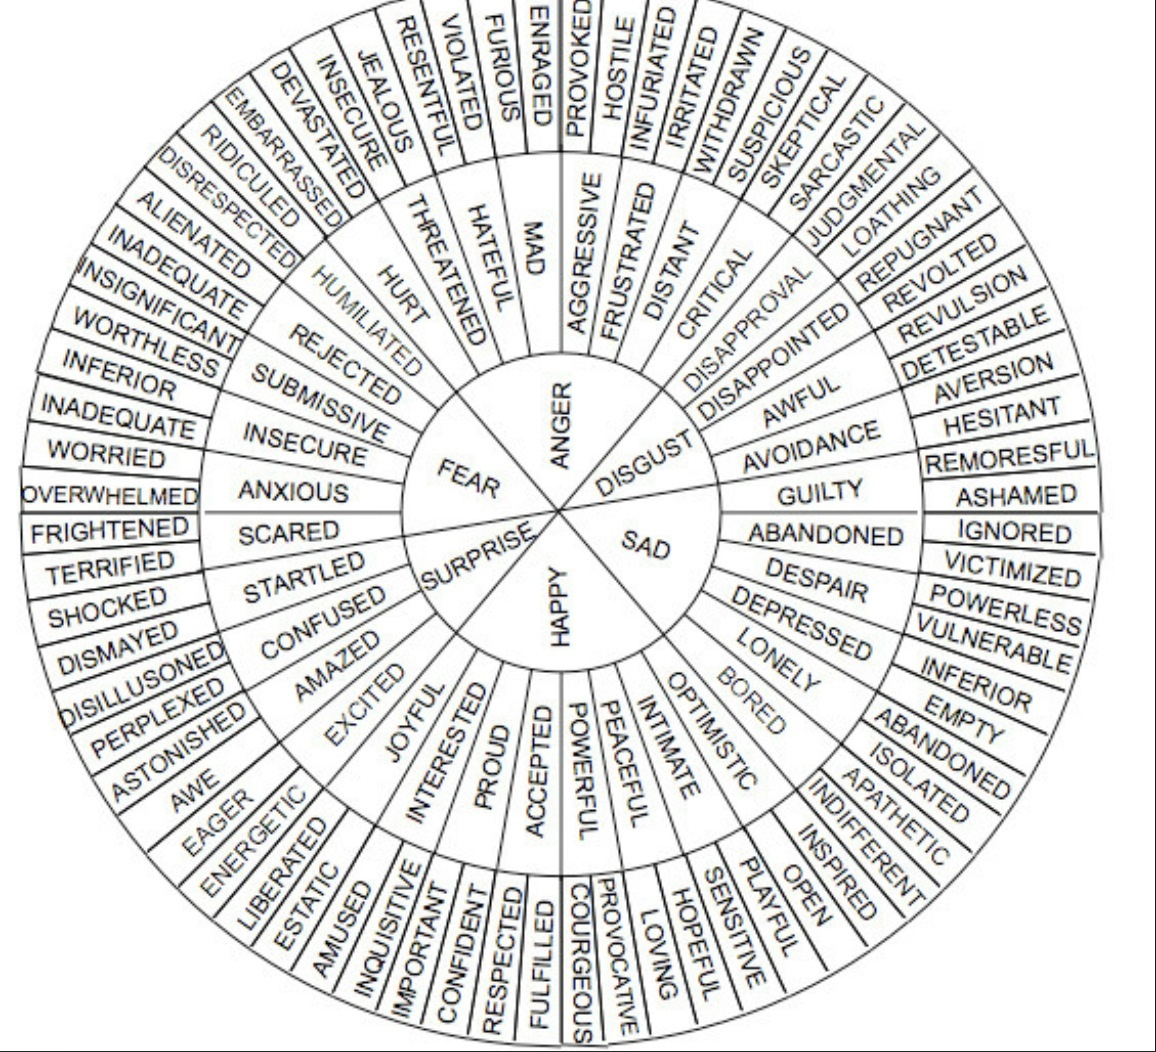 ANGER
DISGUST
SAD
HAPPY
SURPRISE
FEAR
MAD
AGGRESSIVE
FRUSTRATED
DISTANT
CRITICAL
DISAPPROVAL
DISAPPOINTED
AWFUL
AVOIDANCE
GUILTY
ABANDONED
DESPAIR
DEPRESSED
LONELY
BORED
OPTIMISTIC
INTIMATE
PEACEFUL
POWERFUL
ACCEPTED
PROUD
INTERESTED
JOYFUL
EXCITED
AMAZED
CONFUSED
STARTLED
SCARED
ANXIOUS
INSECURE
SUBMISSIVE
REJECTED
HUMILIATED
HURT
THREATENED
HATEFUL
ENRAGED
PROVOKED
HOSTILE
INFURIATED
IRRITATED
WITHDRAWN
SUSPICIOUS
SKEPTICAL
SARCASTIC
JUDGMENTAL
LOATHING
REPUGNANT
REVOLTED
REVULSION
DETESTABLE
AVERSION
HESITANT
REMORESFUL
ASHAMED
IGNORED
VICTIMIZED
POWERLESS
VULNERABLE
INFERIOR
EMPTY
ABANDONED
ISOLATED
APATHETIC
INDIFFERENT
INSPIRED
OPEN
PLAYFUL
SENSITIVE
HOPEFUL
LOVING
PROVOCATIVE
COURGEOUS
FULFILLED
RESPECTED
CONFIDENT
IMPORTANT
INQUISITIVE
AMUSED
ESTATIC
LIBERATED
ENERGETIC
EAGER
AWE
ASTONISHED
PERPLEXED
DISILLUSONED
DISMAYED
SHOCKED
TERRIFIED
FRIGHTENED
OVERWHELMED
WORRIED
INADEQUATE
INFERIOR
WORTHLESS
INSIGNIFICANT
INADEQUATE
ALIENATED
DISRESPECTED
RIDICULED
EMBARRASSED
DEVASTATED
INSECURE
JEALOUS
RESENTFUL
VIOLATED
FURIOUS